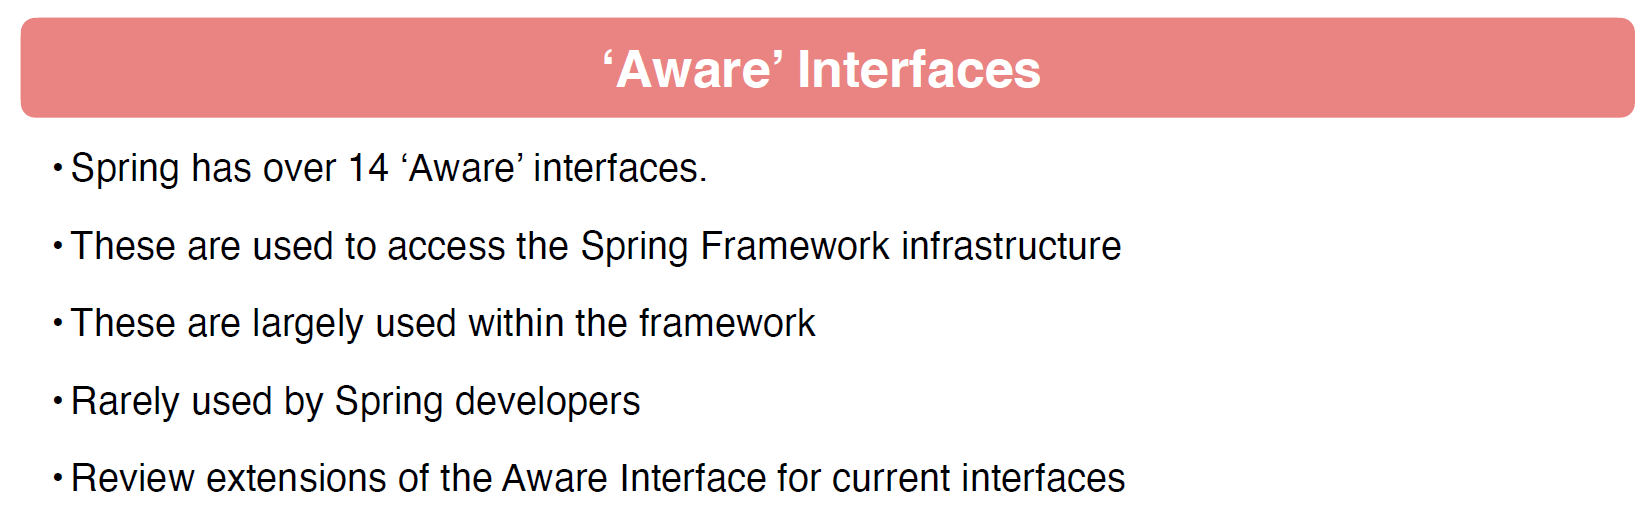 ‘Aware’ Interfaces
• Spring has over 14 ‘Aware’ interfaces.
• These are used to access the Spring Framework infrastructure
• These are largely used within the framework
• Rarely used by Spring developers
• Review extensions of the Aware Interface for current interfaces